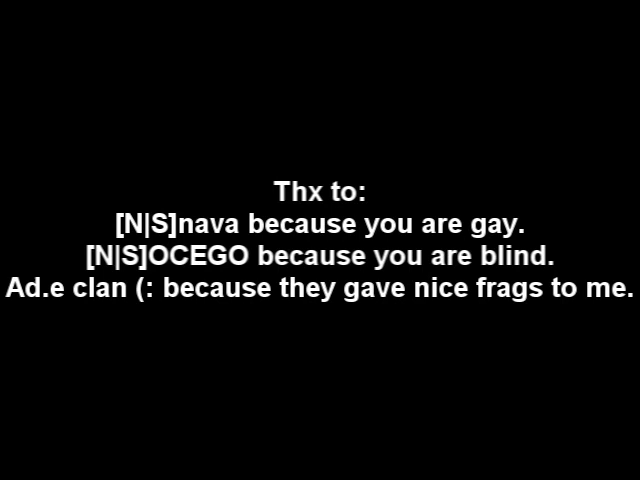 Thx to:
[N|S]nava because you are gay.
[N|S]OCEGO because you are blind.
Ad.e clan (: because they gave nice frags to me.